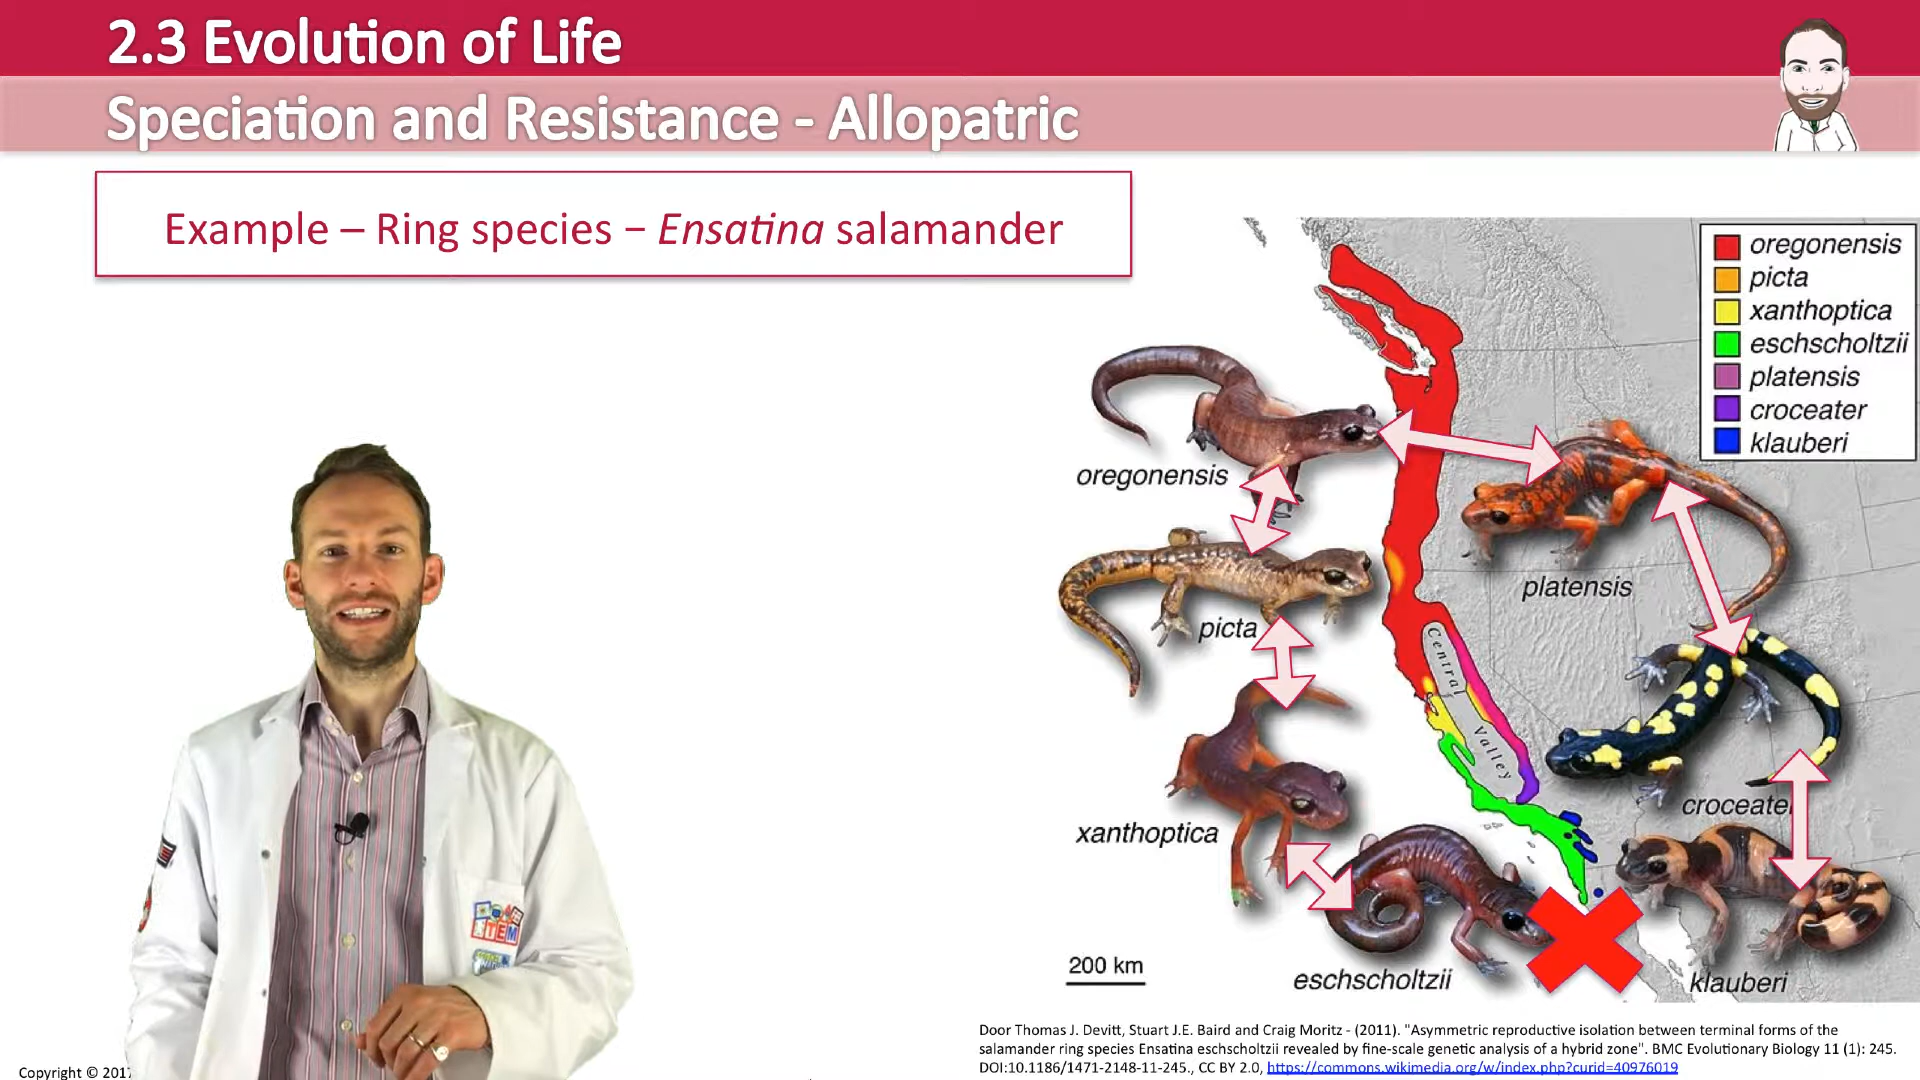 2.3 Evolution of Life
Speciation and Resistance - Allopatric
Example – Ring species – Ensatina salamander
oregonensis
picta
xanthoptica
eschscholtzii
platensis
croceater
klauberi
oregonensis
platensis
picta
Central
Valley
croceater
xanthoptica
200 km
eschscholtzii
klauberi
STEM
Door Thomas J. Devitt, Stuart J.E. Baird and Craig Moritz - (2011). "Asymmetric reproductive isolation between terminal forms of the
salamander ring species Ensatina eschscholtzii revealed by fine-scale genetic analysis of a hybrid zone". BMC Evolutionary Biology 11 (1): 245.
DOI:10.1186/1471-2148-11-245., CC BY 2.0, https://commons.wikimedia.org/w/index.php?curid=40976019
Copyright © 2017